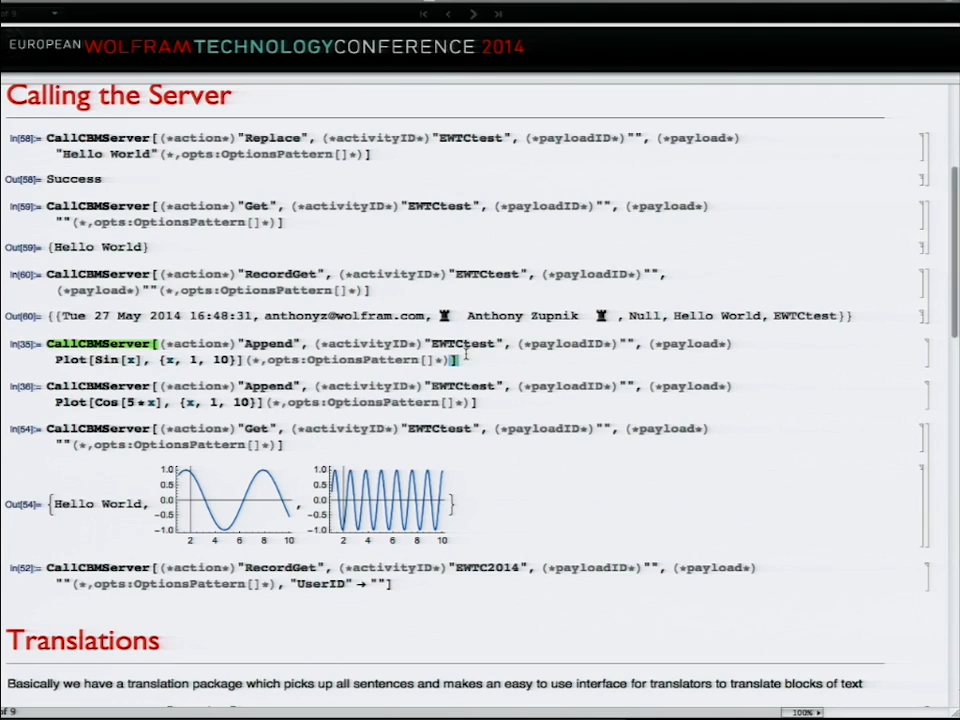 EUROPEAN WOLFRAMTECHNOLOGYCONFERENCE 2014
Calling the Server
In[58]:= CallCBMServer[(*action*)"Replace", (*activityID*)"EWTCtest", (*payloadID*)"", (*payload*)
"Hello World"(*,opts:OptionsPattern[]*)]
Out[58]= Success
In[59]:= CallCBMServer[(*action*)"Get", (*activityID*)"EWTCtest", (*payloadID*)"", (*payload*)
""(*,opts:OptionsPattern[]*)]
Out[59]= {Hello World}
In[60]:= CallCBMServer[(*action*)"RecordGet", (*activityID*)"EWTCtest", (*payloadID*)"",
(*payload*)""(*,opts:OptionsPattern[]*)]
Out[60]= {{Tue 27 May 2014 16:48:31, anthonyz@wolfram.com, ♜ Anthony Zupnik ♜ , Null, Hello World, EWTCtest}}
In[35]:= CallCBMServer[(*action*)"Append", (*activityID*)"EWTCtest", (*payloadID*)"", (*payload*)
Plot[Sin[x], {x, 1, 10}](*,opts:OptionsPattern[]*)]
In[36]:= CallCBMServer[(*action*)"Append", (*activityID*)"EWTCtest", (*payloadID*)"", (*payload*)
Plot[Cos[5*x], {x, 1, 10}](*,opts:OptionsPattern[]*)]
In[54]:= CallCBMServer[(*action*)"Get", (*activityID*)"EWTCtest", (*payloadID*)"", (*payload*)
""(*,opts:OptionsPattern[]*)]
1.0 1.0
0.5 0.5
Out[54]= {Hello World, 0.0 , 0.0 }
-0.5 -0.5
-1.0 -1.0
2 4 6 8 10 2 4 6 8 10
In[52]:= CallCBMServer[(*action*)"RecordGet", (*activityID*)"EWTC2014", (*payloadID*)"", (*payload*)
""(*,opts:OptionsPattern[]*), "UserID" → ""]
Translations
Basically we have a translation package which picks up all sentences and makes an easy to use interface for translators to translate blocks of text
of 9
100%